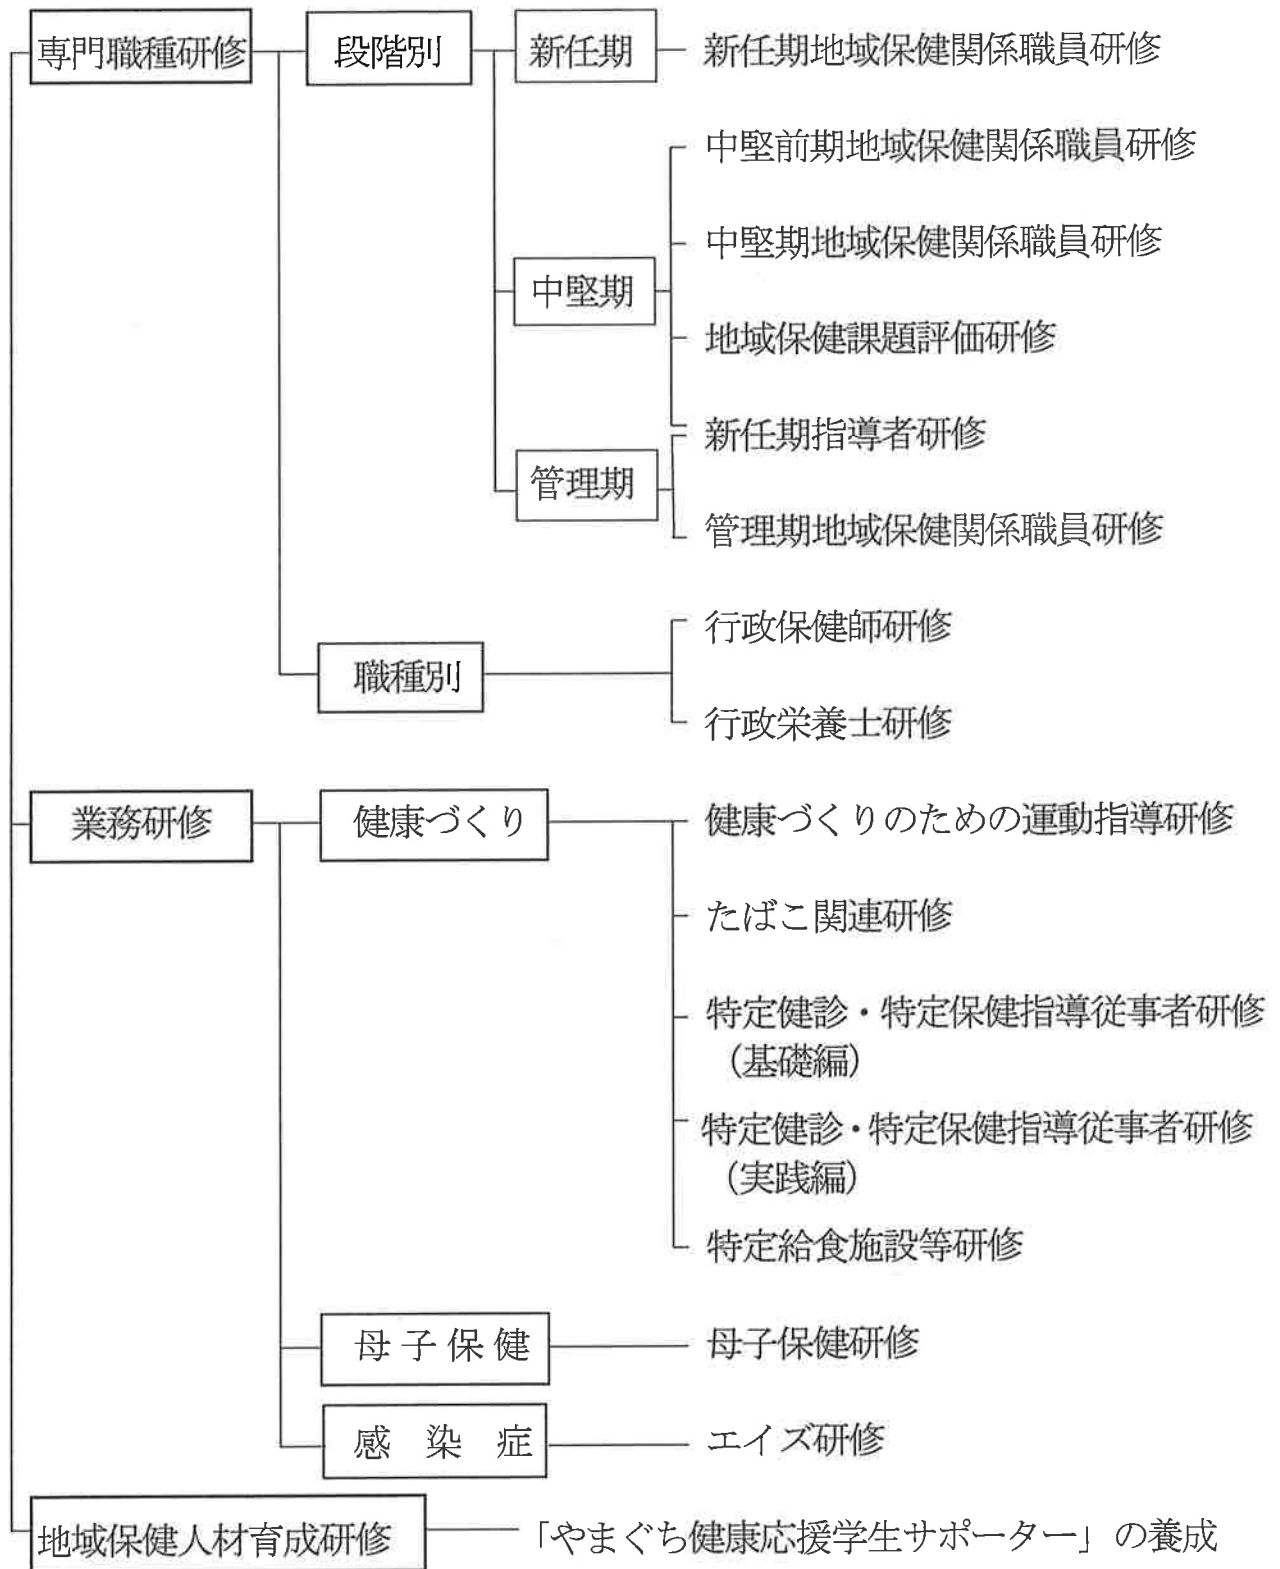 専門職種研修
段階別
新任期
新任期地域保健関係職員研修
中堅前期地域保健関係職員研修
中堅期地域保健関係職員研修
中堅期
地域保健課題評価研修
新任期指導者研修
管理期
管理期地域保健関係職員研修
行政保健師研修
職種別
行政栄養士研修
業務研修
健康づくり
健康づくりのための運動指導研修
たばこ関連研修
特定健診・特定保健指導従事者研修
（基礎編）
特定健診・特定保健指導従事者研修
（実践編）
特定給食施設等研修
母子保健
母子保健研修
感 染 症
エイズ研修
地域保健人材育成研修
「やまぐち健康応援学生サポーター」の養成